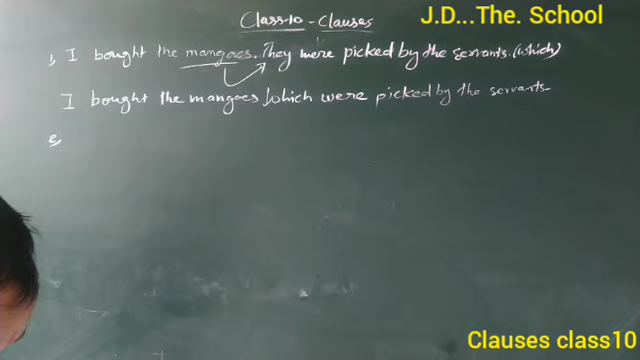 Class-10 - Clauses
J.D...The. School
1, I bought the mangoes. They were picked by the servants. (which)
I bought the mangoes which were picked by the servants.
2,
Clauses class10